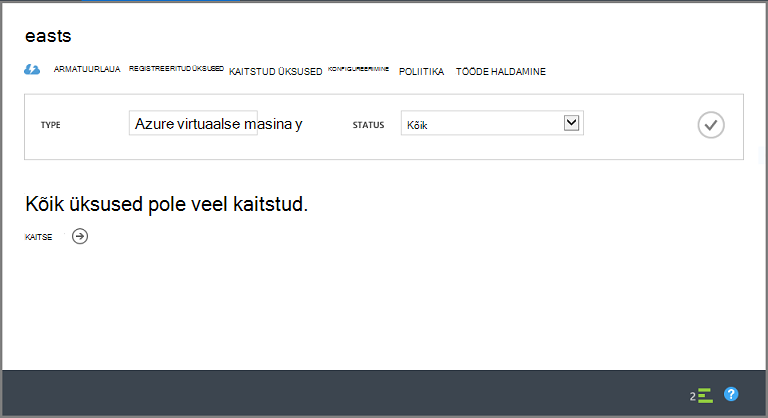 easts
ARMATUURLAUA REGISTREERITUD ÜKSUSED KAITSTUD ÜKSUSED KONFIGUREERIMINE POLIITIKA TÖÖDE HALDAMINE
TYPE Azure virtuaalse masina y STATUS Kõik
Kõik üksused pole veel kaitstud.
KAITSE
2 ?